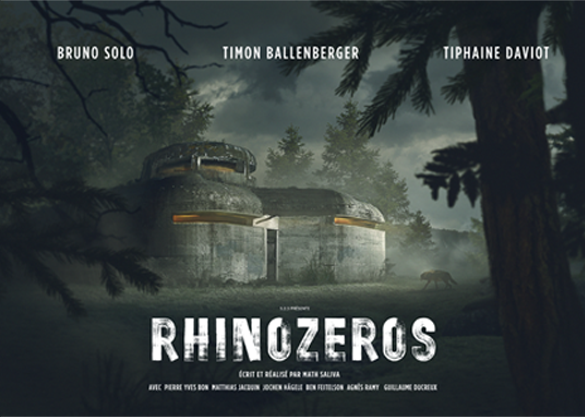 BRUNO SOLO TIMON BALLENBERGER TIPHAINE DAVIOT
PRÉSENTE
RHINOZEROS
ÉCRIT ET RÉALISÉ PAR MATH SALIVA
AVEC PIERRE YVES BON MATTHIAS JACQUIN JOCHEN HÄGELE BEN FEITELSON AGNÈS RAMY GUILLAUME DUCREUX